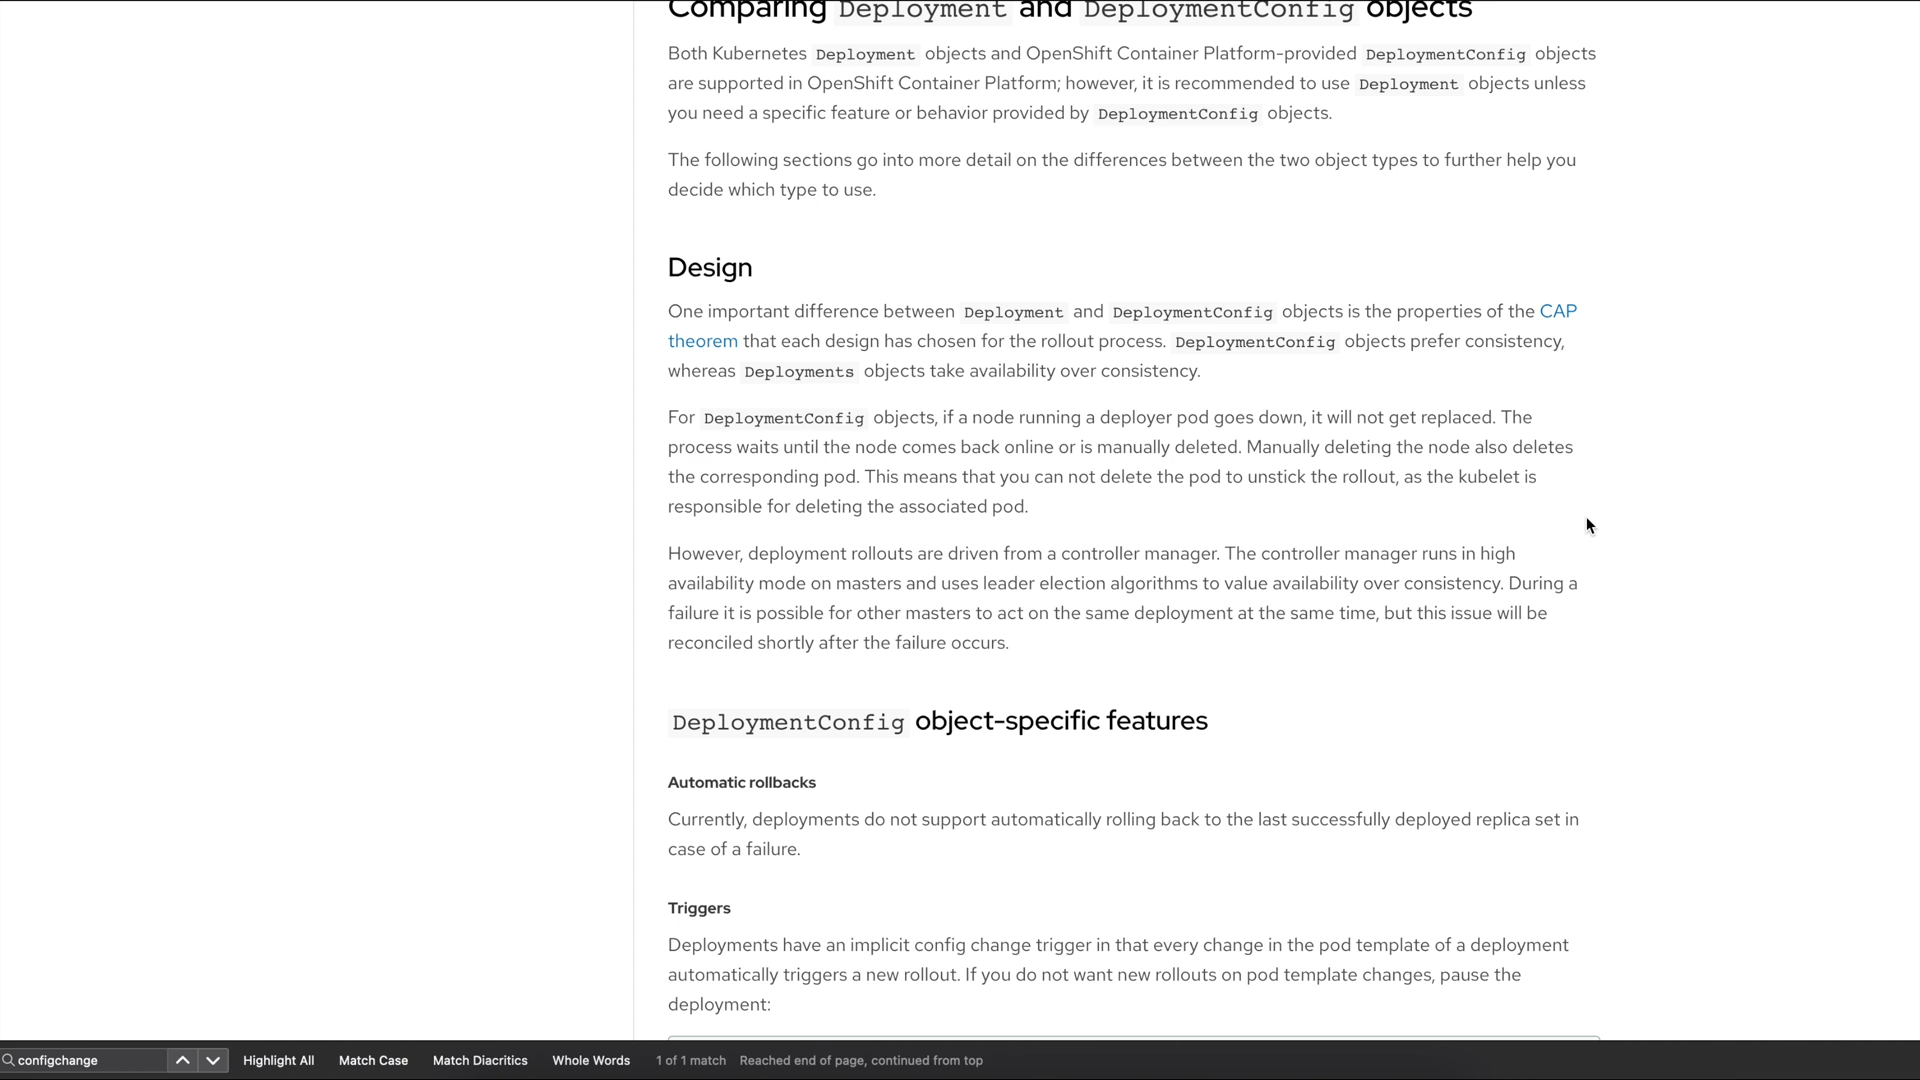 Comparing Deployment and DeploymentConfig objects
Both Kubernetes Deployment objects and OpenShift Container Platform-provided DeploymentConfig objects
are supported in OpenShift Container Platform; however, it is recommended to use Deployment objects unless
you need a specific feature or behavior provided by DeploymentConfig objects.
The following sections go into more detail on the differences between the two object types to further help you
decide which type to use.
Design
One important difference between Deployment and DeploymentConfig objects is the properties of the CAP
theorem that each design has chosen for the rollout process. DeploymentConfig objects prefer consistency,
whereas Deployments objects take availability over consistency.
For DeploymentConfig objects, if a node running a deployer pod goes down, it will not get replaced. The
process waits until the node comes back online or is manually deleted. Manually deleting the node also deletes
the corresponding pod. This means that you can not delete the pod to unstick the rollout, as the kubelet is
responsible for deleting the associated pod.
However, deployment rollouts are driven from a controller manager. The controller manager runs in high
availability mode on masters and uses leader election algorithms to value availability over consistency. During a
failure it is possible for other masters to act on the same deployment at the same time, but this issue will be
reconciled shortly after the failure occurs.
DeploymentConfig object-specific features
Automatic rollbacks
Currently, deployments do not support automatically rolling back to the last successfully deployed replica set in
case of a failure.
Triggers
Deployments have an implicit config change trigger in that every change in the pod template of a deployment
automatically triggers a new rollout. If you do not want new rollouts on pod template changes, pause the
deployment:
configchange Highlight All Match Case Match Diacritics Whole Words 1 of 1 match Reached end of page, continued from top